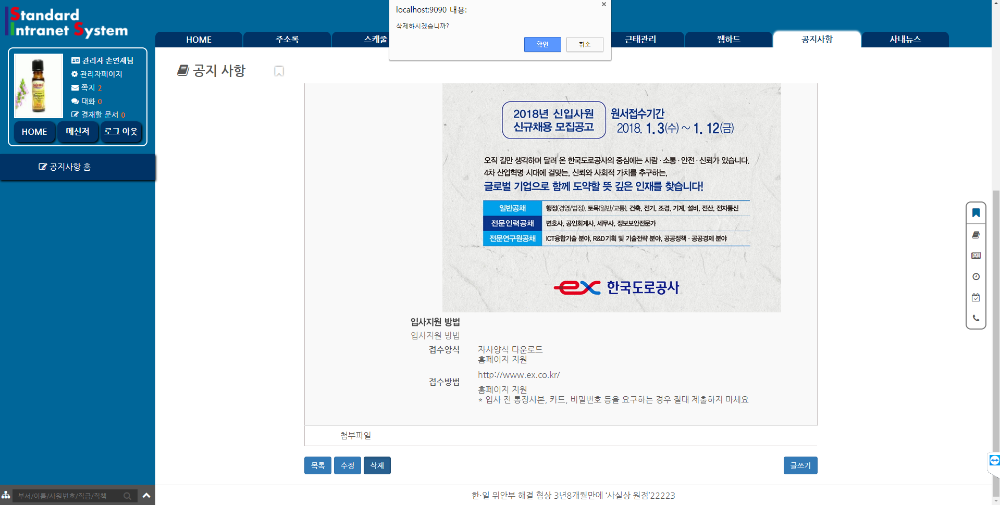 Standard
Intranet System
localhost:9090 내용:
삭제하시겠습니까?
확인
취소
HOME
주소록
스케줄
근태관리
웹하드
공지사항
사내뉴스
관리자 손연재님
관리자페이지
쪽지 2
대화 0
결재할 문서 0
HOME
메신저
로그 아웃
공지사항 홈
공지 사항
2018년 신입사원
신규채용 모집공고
원서접수기간
2018. 1. 3(수) ~ 1. 12(금)
오직 길만 생각하며 달려 온 한국도로공사의 중심에는 사람 · 소통 · 안전 · 신뢰가 있습니다.
4차 산업혁명 시대에 걸맞는, 신뢰와 사회적 가치를 추구하는,
글로벌 기업으로 함께 도약할 뜻 깊은 인재를 찾습니다!
일반공채 행정(경영/법정), 토목(일반/교통), 건축, 전기, 조경, 기계, 설비, 전산, 전자통신
전문인력공채 변호사, 공인회계사, 세무사, 정보보안전문가
전문연구원공채 ICT융합기술 분야, R&D기획 및 기술전략 분야, 공공정책 · 공공경제 분야
ex 한국도로공사
입사지원 방법
입사지원 방법
접수양식 자사양식 다운로드
홈페이지 지원
http://www.ex.co.kr/
접수방법
홈페이지 지원
* 입사 전 통장사본, 카드, 비밀번호 등을 요구하는 경우 절대 제출하지 마세요
첨부파일
목록
수정
삭제
글쓰기
부서/이름/사원번호/직급/직책
한·일 위안부 해결 협상 3년8개월만에 ‘사실상 원점’22223